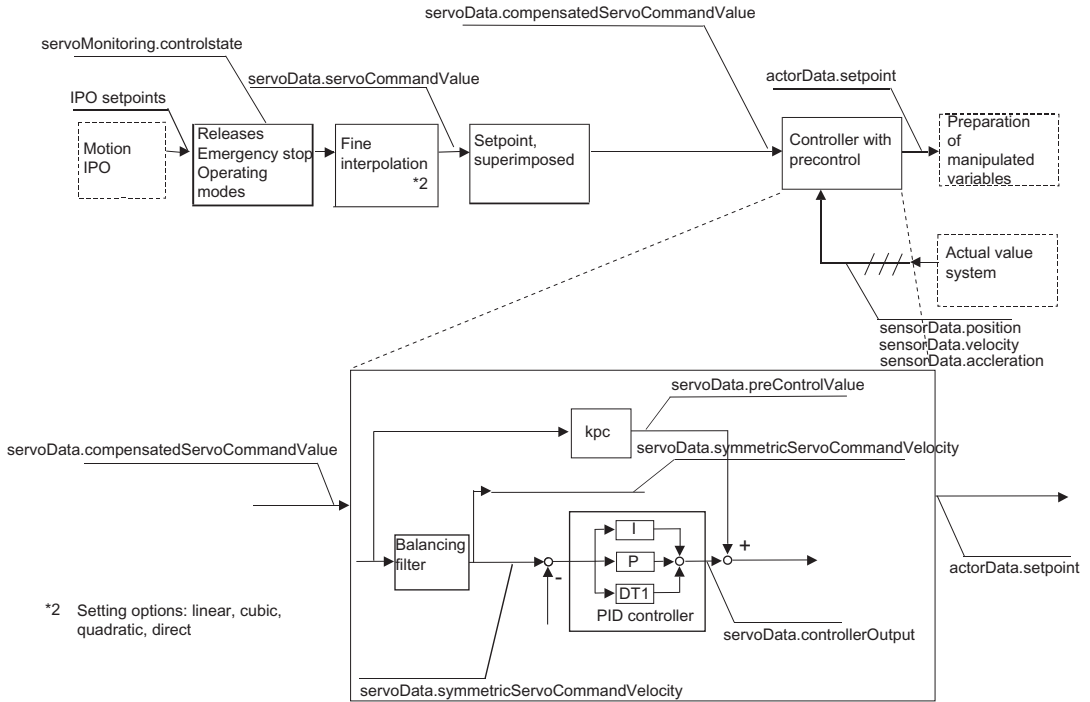 servoData.compensatedServoCommandValue
servoMonitoring.controlstate
servoData.servoCommandValue
actorData.setpoint
IPO setpoints
Motion
IPO
Releases
Emergency stop
Operating
modes
Fine
interpolation
*2
Setpoint,
superimposed
Controller with
precontrol
Preparation
of
manipulated
variables
Actual value
system
sensorData.position
sensorData.velocity
sensorData.accleration
servoData.preControlValue
kpc
servoData.compensatedServoCommandValue
servoData.symmetricServoCommandVelocity
Balancing
filter
-
I
P
DT1
PID controller
+
actorData.setpoint
*2 Setting options: linear, cubic,
quadratic, direct
servoData.controllerOutput
servoData.symmetricServoCommandVelocity